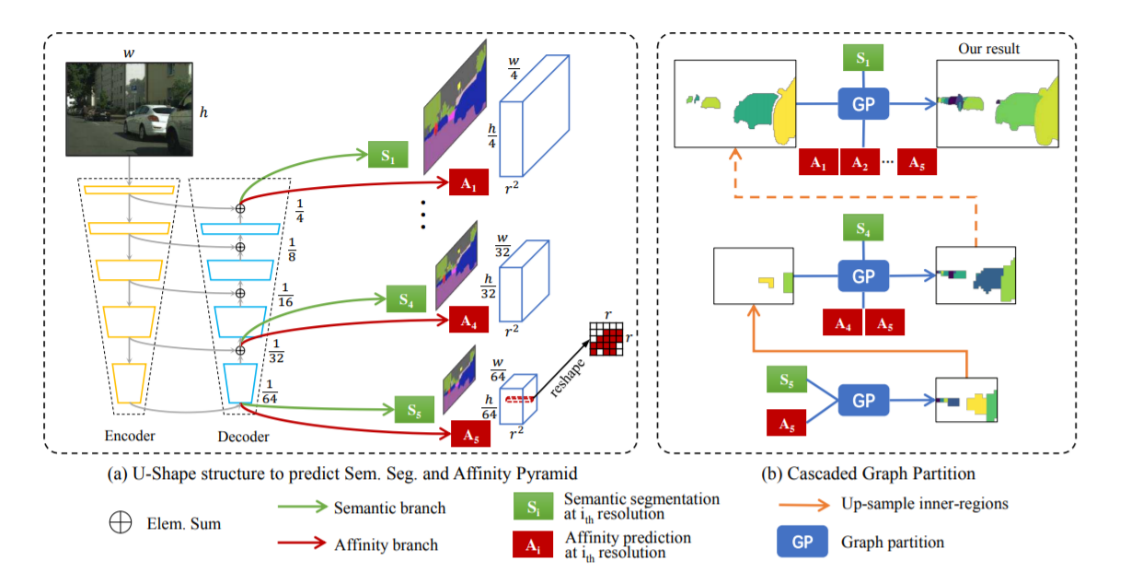 w
h
Encoder
Decoder
1/4
1/8
1/16
1/32
1/64
S1
A1
w/4
h/4
r²
S4
A4
w/32
h/32
r²
S5
A5
w/64
h/64
r²
reshape
r
r
(a) U-Shape structure to predict Sem. Seg. and Affinity Pyramid
Our result
S1
GP
A1 A2 ... A5
S4
GP
A4 A5
S5
GP
A5
(b) Cascaded Graph Partition
Elem. Sum
Semantic branch
Affinity branch
Si
Semantic segmentation
at ith resolution
Ai
Affinity prediction
at ith resolution
Up-sample inner-regions
GP
Graph partition